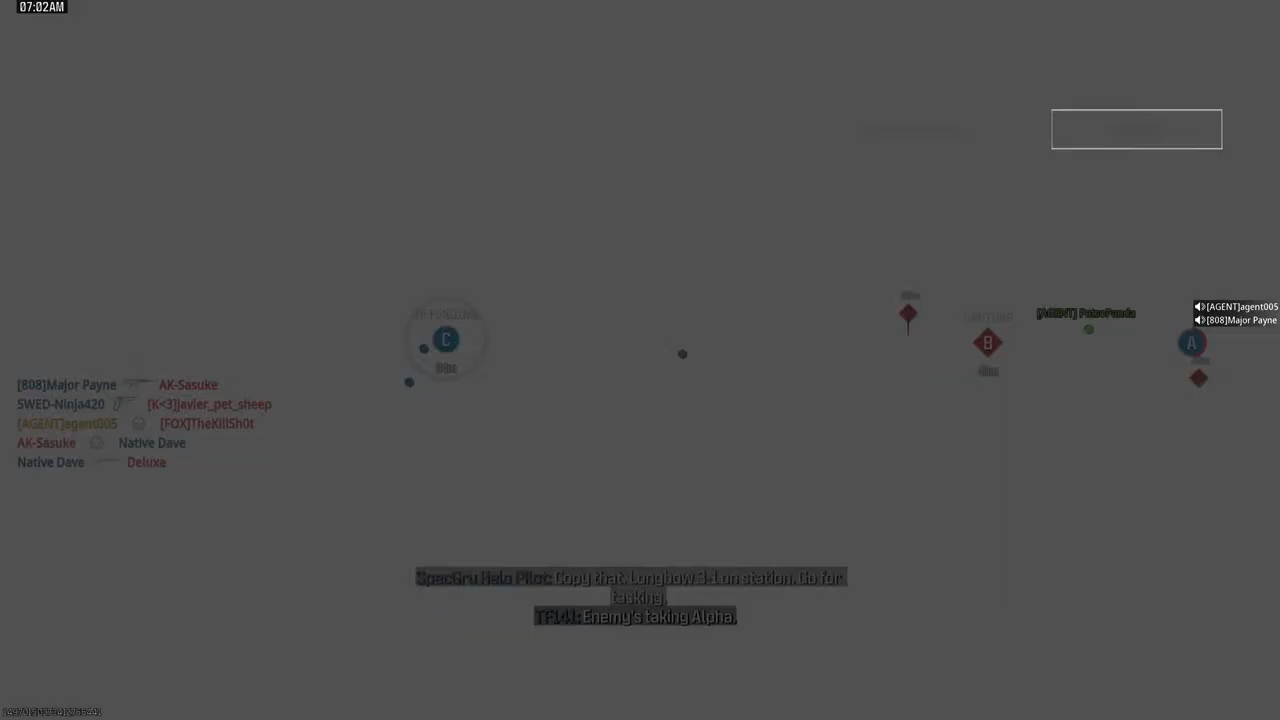 07:02AM
C
B
[AGENT] PotsoPanda
A
[AGENT]agent005
[808]Major Payne
[808]Major Payne AK-Sasuke
SWED-Ninja420 [K<3]javier_pet_sheep
[AGENT]agent005 [FOX]TheKillSh0t
AK-Sasuke Native Dave
Native Dave Deluxe
SpecGru Helo Pilot: Copy that. Longbow 3-1 on station. Go for
tasking.
TF141: Enemy's taking Alpha.